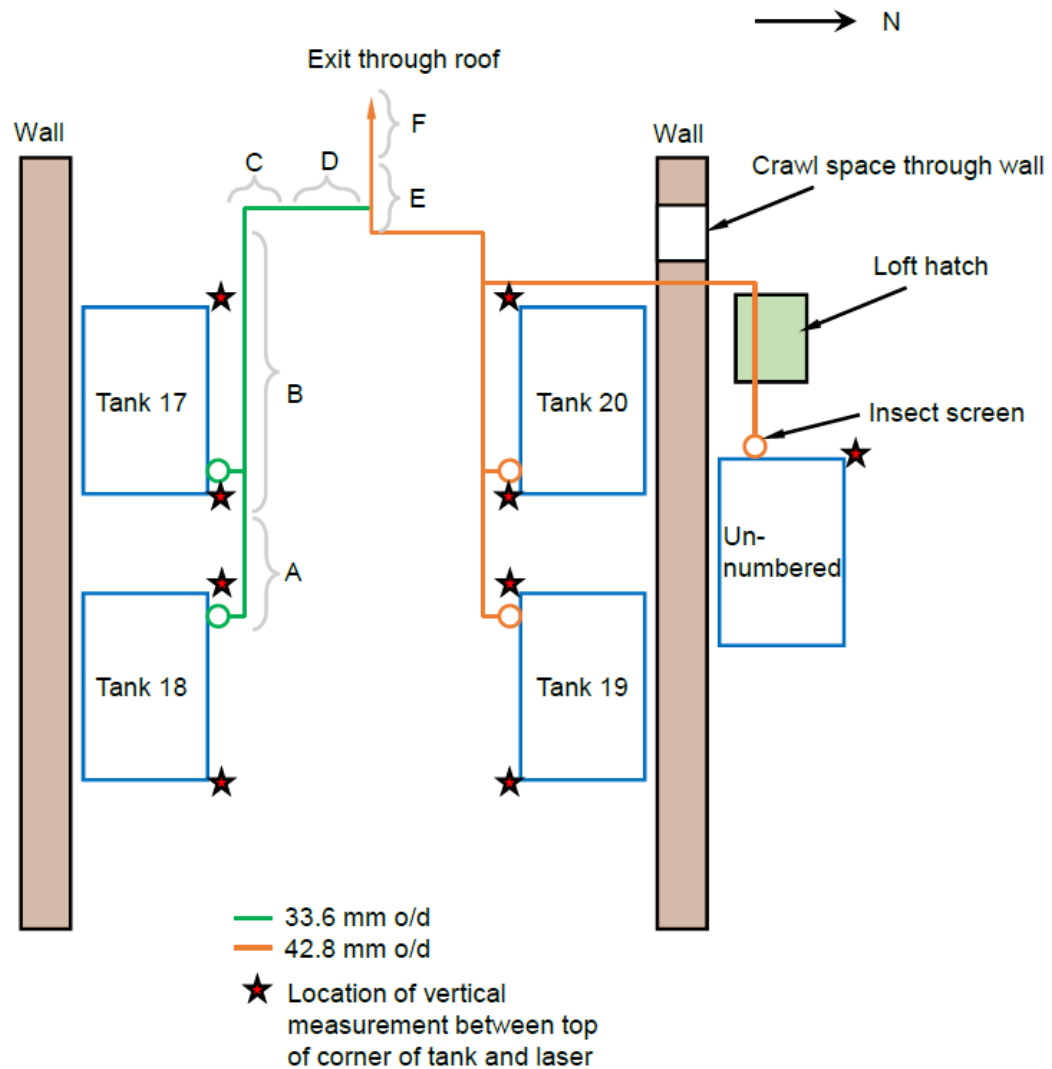 N
Exit through roof
Wall
F
Wall
C
D
E
Crawl space through wall
Loft hatch
Tank 17
B
Tank 20
Insect screen
A
Un-
numbered
Tank 18
Tank 19
33.6 mm o/d
42.8 mm o/d
Location of vertical
measurement between top
of corner of tank and laser